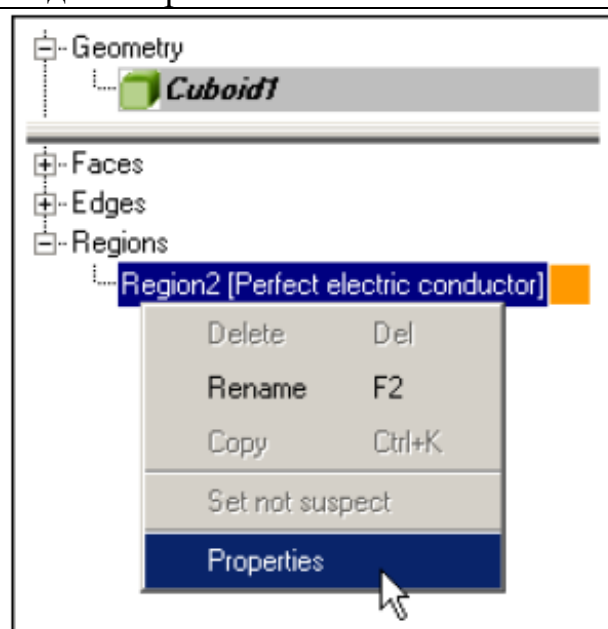 Geometry
Cuboid1
Faces
Edges
Regions
Region2 [Perfect electric conductor]
Delete Del
Rename F2
Copy Ctrl+K
Set not suspect
Properties